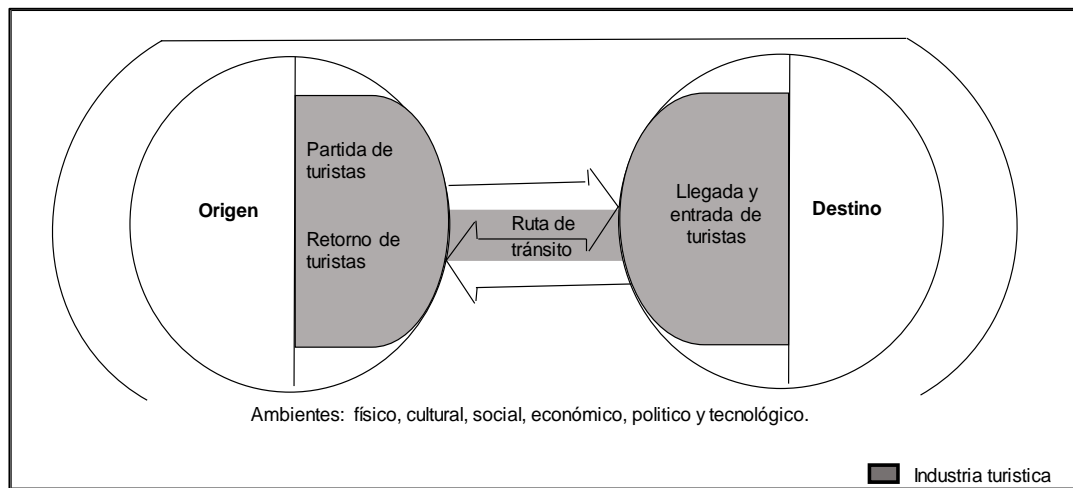 Partida de
turistas
Origen
Retorno de
turistas
Ruta de
tránsito
Llegada y
entrada de
turistas
Destino
Ambientes: físico, cultural, social, económico, politico y tecnológico.
Industria turistica